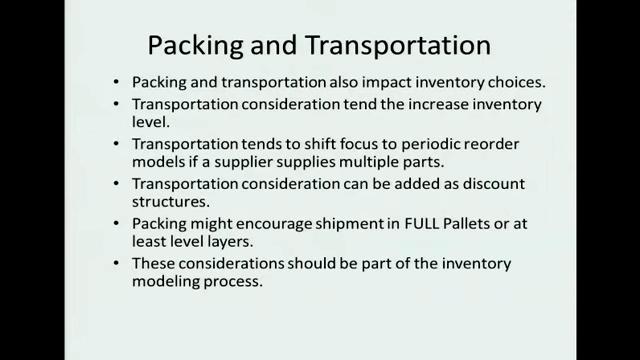 Packing and Transportation
• Packing and transportation also impact inventory choices.
• Transportation consideration tend the increase inventory
level.
• Transportation tends to shift focus to periodic reorder
models if a supplier supplies multiple parts.
• Transportation consideration can be added as discount
structures.
• Packing might encourage shipment in FULL Pallets or at
least level layers.
• These considerations should be part of the inventory
modeling process.